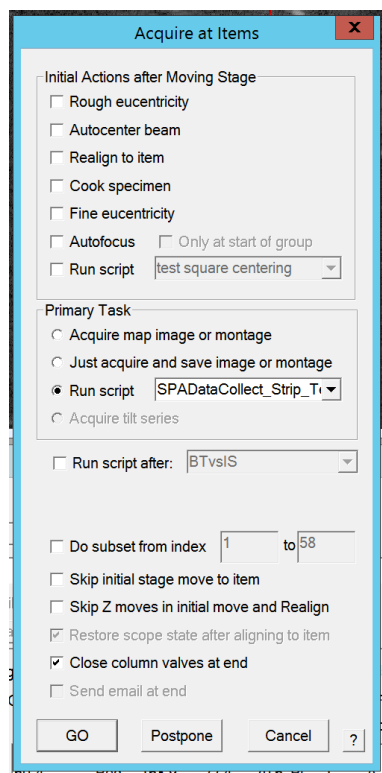 Acquire at Items
x
Initial Actions after Moving Stage
Rough eucentricity
Autocenter beam
Realign to item
Cook specimen
Fine eucentricity
Autofocus Only at start of group
Run script test square centering
Primary Task
Acquire map image or montage
Just acquire and save image or montage
Run script SPADataCollect_Strip_T
Acquire tilt series
Run script after: BTvsIS
Do subset from index 1 to 58
Skip initial stage move to item
Skip Z moves in initial move and Realign
Restore scope state after aligning to item
Close column valves at end
Send email at end
GO Postpone Cancel ?